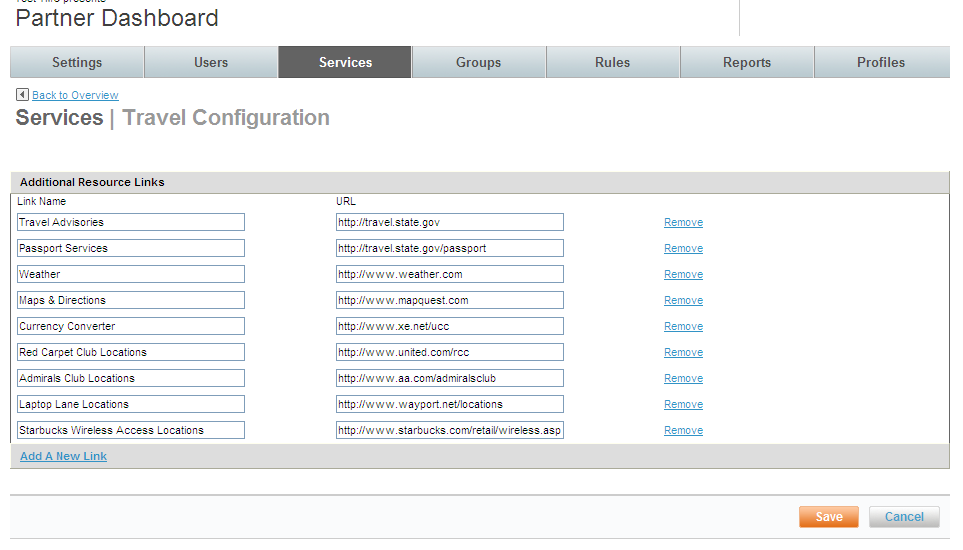 Partner Dashboard
Settings Users Services Groups Rules Reports Profiles
Back to Overview
Services | Travel Configuration
Additional Resource Links
Link Name URL
Travel Advisories http://travel.state.gov Remove
Passport Services http://travel.state.gov/passport Remove
Weather http://www.weather.com Remove
Maps & Directions http://www.mapquest.com Remove
Currency Converter http://www.xe.net/ucc Remove
Red Carpet Club Locations http://www.united.com/rcc Remove
Admirals Club Locations http://www.aa.com/admiralsclub Remove
Laptop Lane Locations http://www.wayport.net/locations Remove
Starbucks Wireless Access Locations http://www.starbucks.com/retail/wireless.asp Remove
Add A New Link
Save Cancel